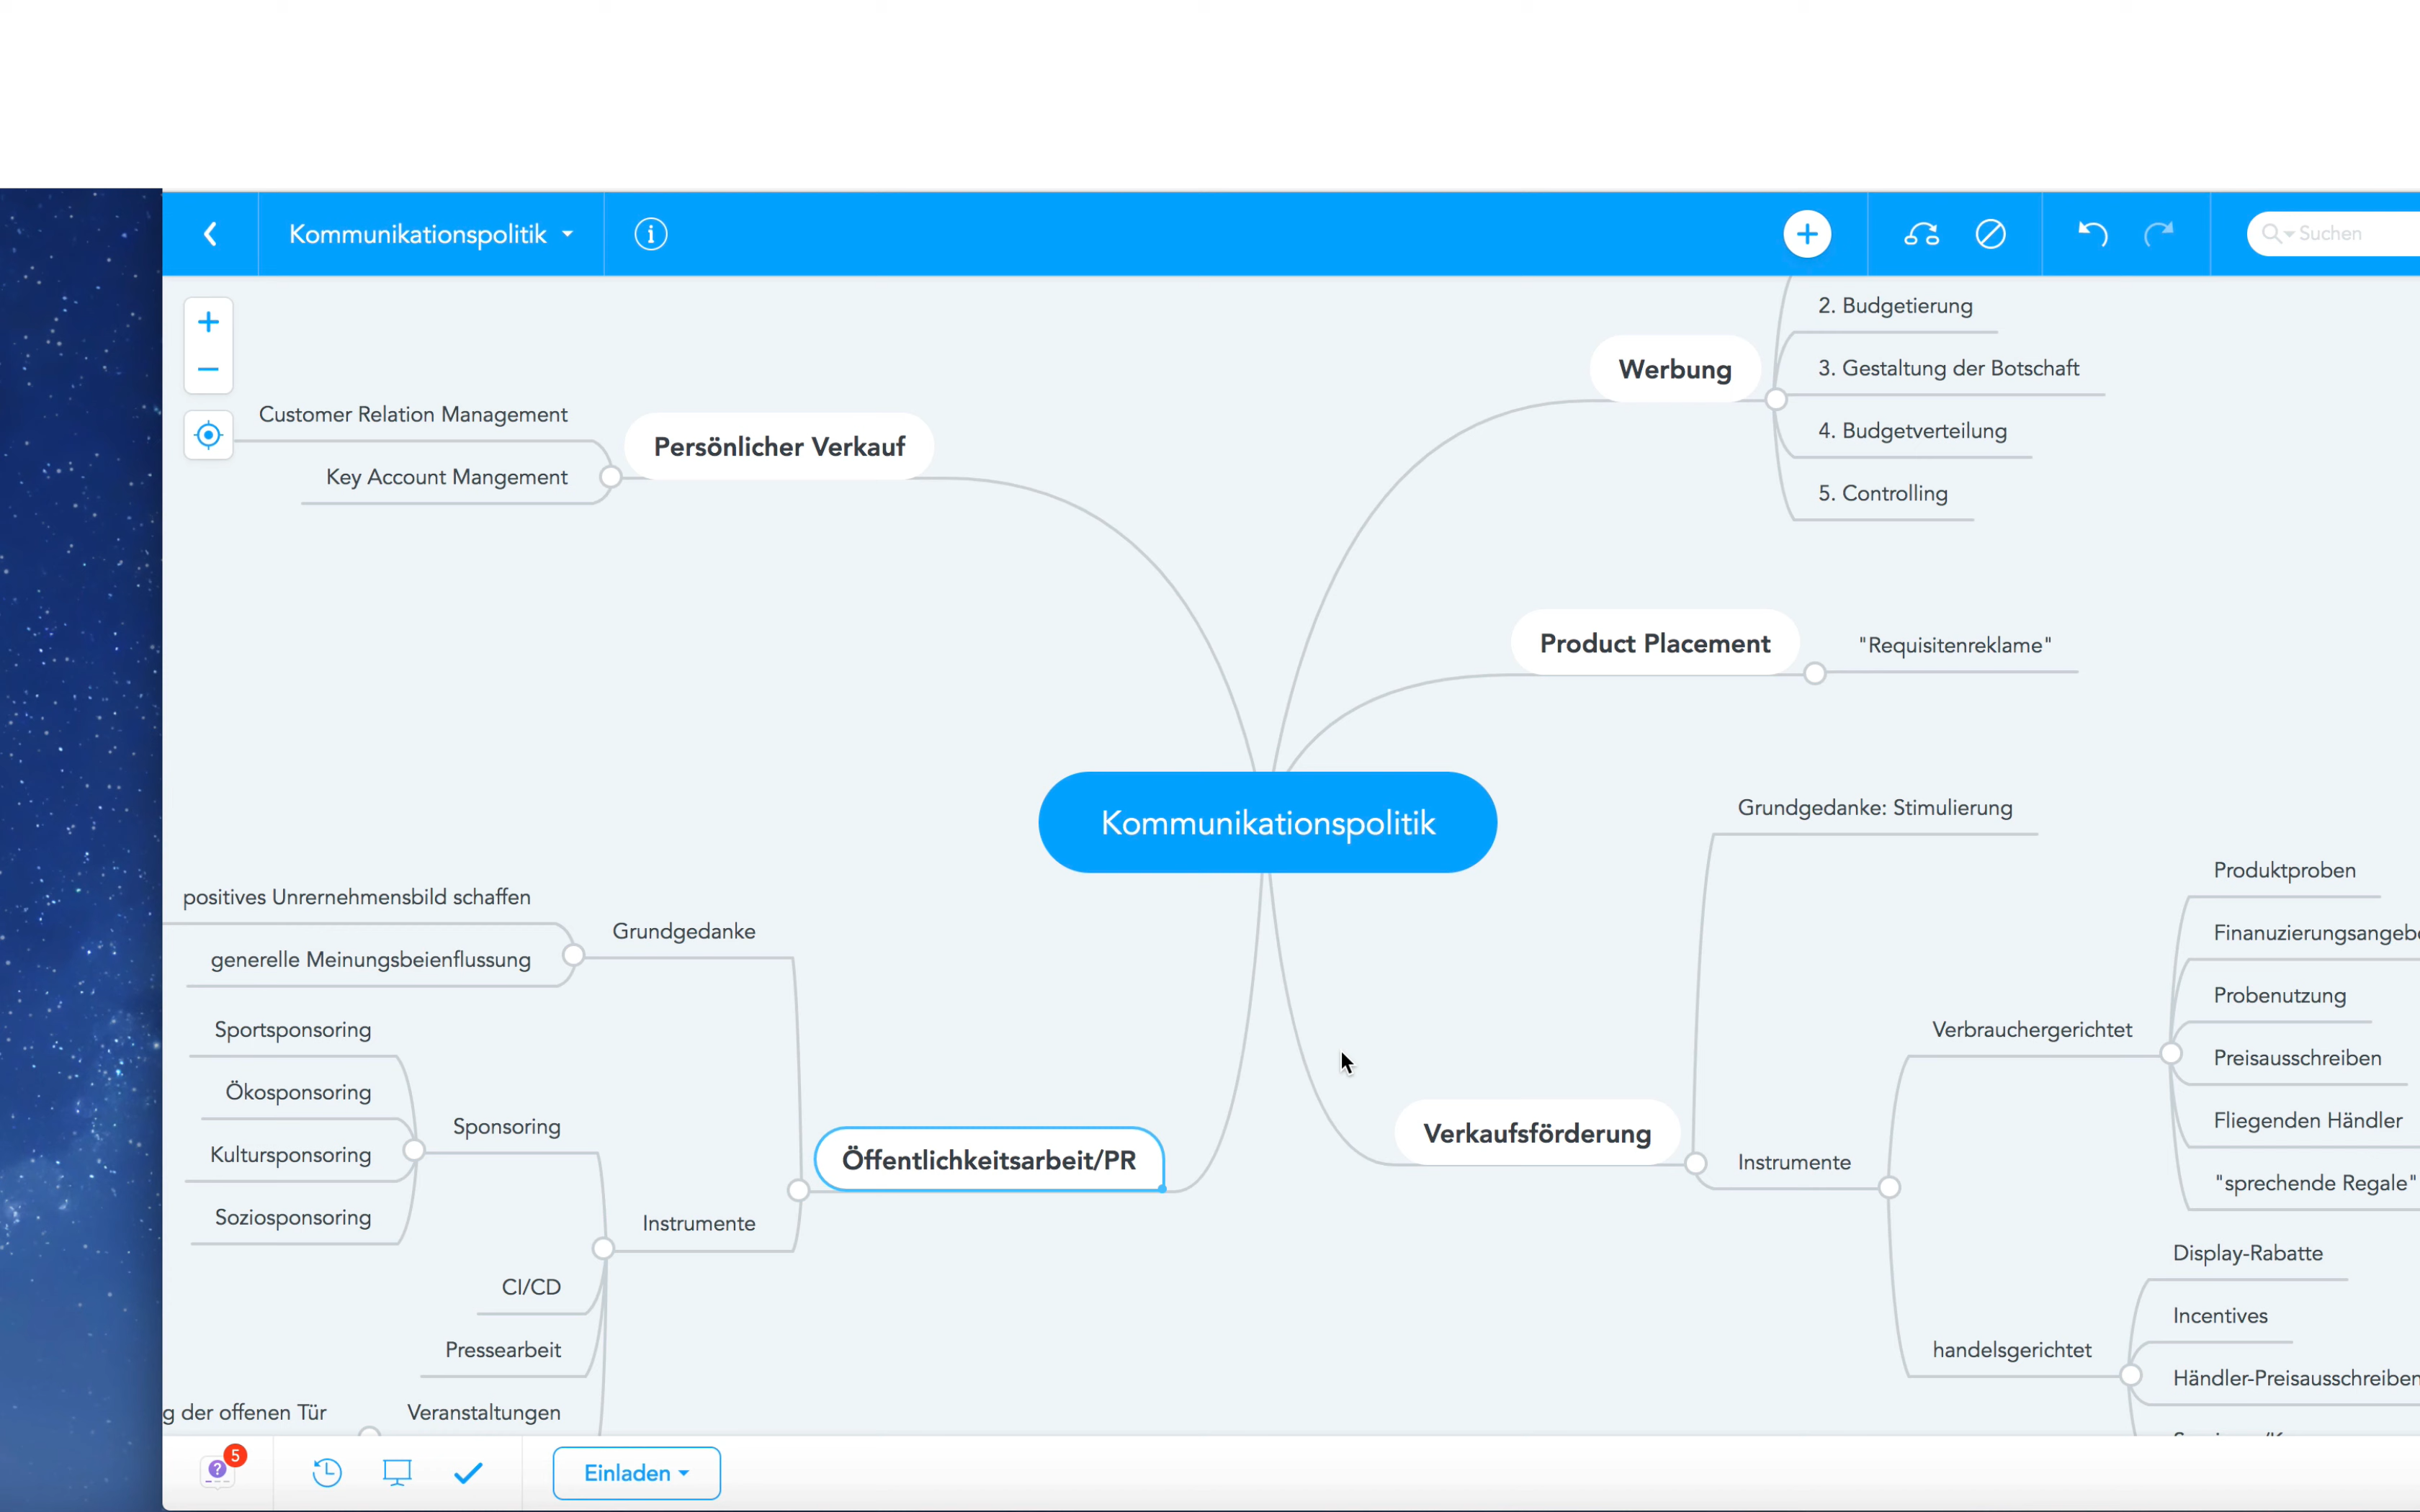 Kommunikationspolitik
Suchen
2. Budgetierung
Werbung
3. Gestaltung der Botschaft
4. Budgetverteilung
5. Controlling
Customer Relation Management
Persönlicher Verkauf
Key Account Mangement
Product Placement
"Requisitenreklame"
Kommunikationspolitik
Grundgedanke: Stimulierung
positives Unrernehmensbild schaffen
Grundgedanke
generelle Meinungsbeienflussung
Sportsponsoring
Ökosponsoring
Sponsoring
Kultursponsoring
Soziosponsoring
Öffentlichkeitsarbeit/PR
Instrumente
CI/CD
Pressearbeit
g der offenen Tür
Veranstaltungen
Verkaufsförderung
Instrumente
Verbrauchergerichtet
Produktproben
Finanuzierungsangeb
Probenutzung
Preisausschreiben
Fliegenden Händler
"sprechende Regale"
handelsgerichtet
Display-Rabatte
Incentives
Händler-Preisausschreiben
5
Einladen